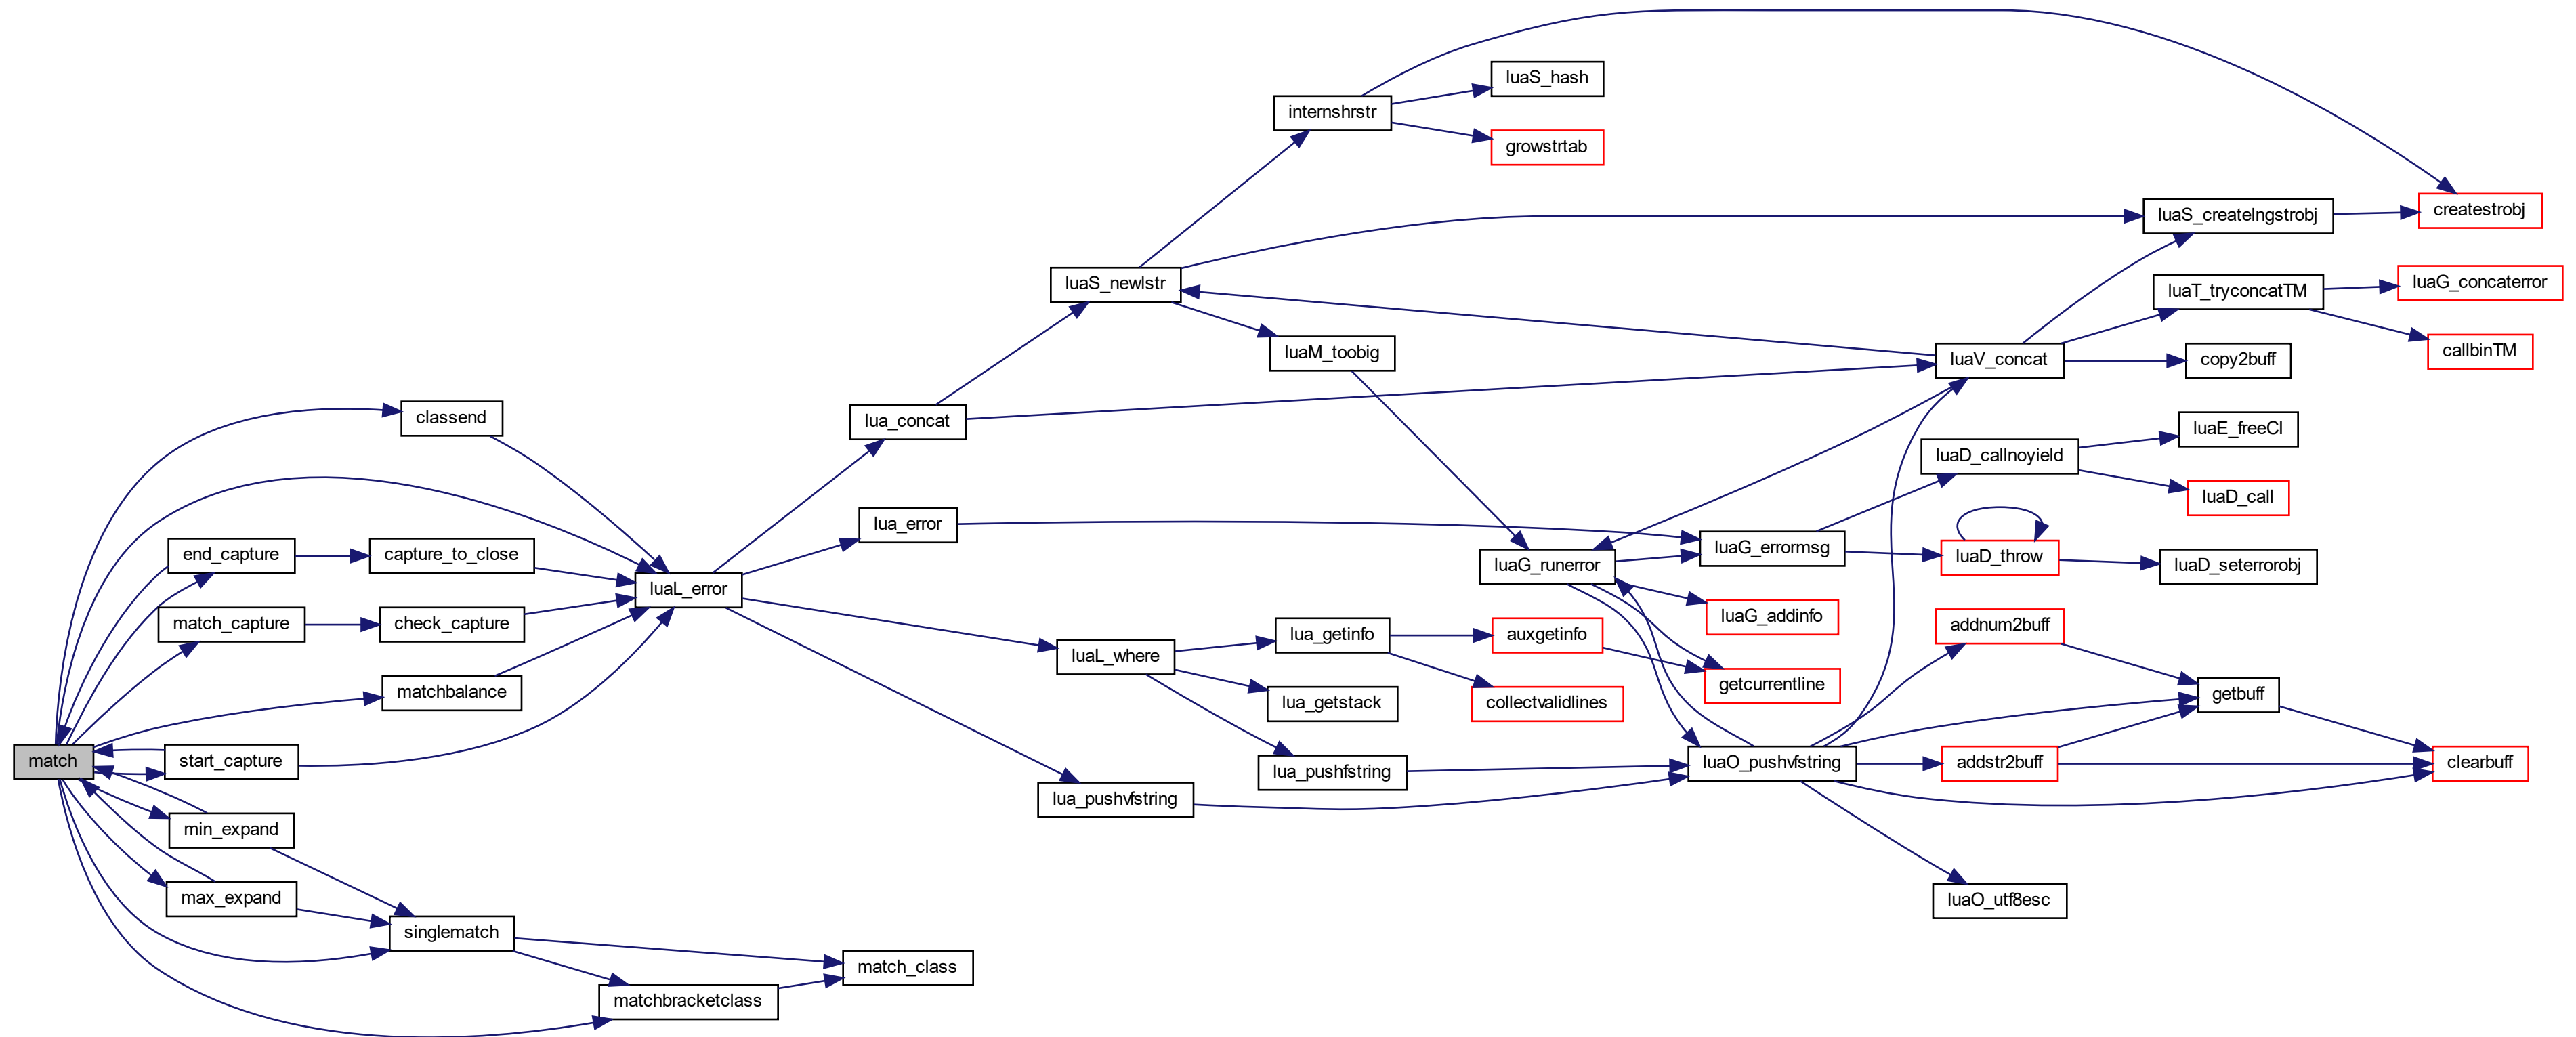 match
classend
end_capture
match_capture
start_capture
min_expand
max_expand
capture_to_close
check_capture
matchbalance
singlematch
matchbracketclass
match_class
luaL_error
lua_concat
lua_error
luaL_where
lua_pushvfstring
luaS_newlstr
internshrstr
luaM_toobig
luaS_hash
growstrtab
lua_getinfo
lua_getstack
lua_pushfstring
auxgetinfo
collectvalidlines
luaG_runerror
luaG_errormsg
luaG_addinfo
getcurrentline
luaO_pushvfstring
luaV_concat
luaD_callnoyield
luaD_throw
addnum2buff
addstr2buff
luaO_utf8esc
luaS_createlngstrobj
luaT_tryconcatTM
copy2buff
luaE_freeCI
luaD_call
luaD_seterrorobj
getbuff
createstrobj
luaG_concaterror
callbinTM
clearbuff